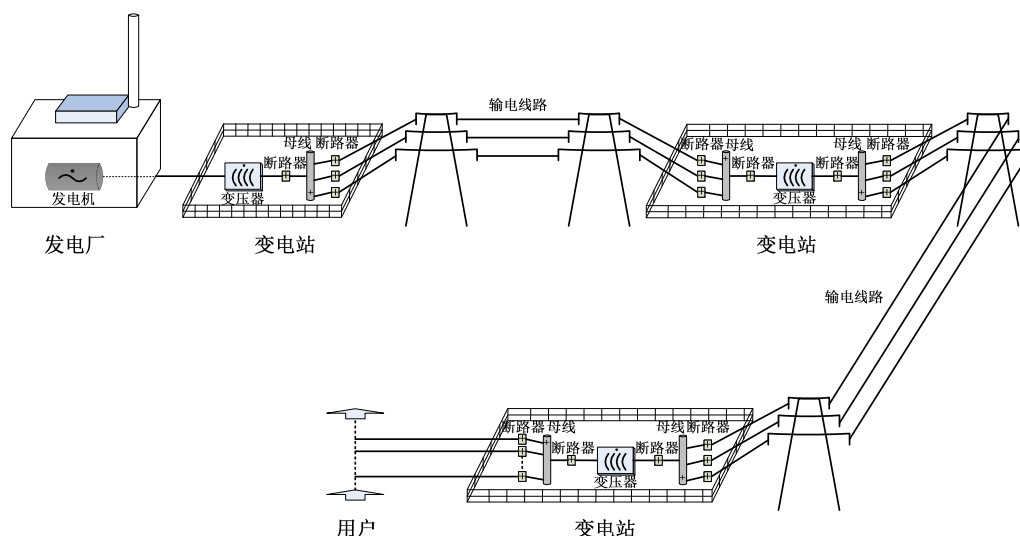 输电线路
母线 断路器
断路器
发电机
变压器
发电厂
变电站
断路器 母线
母线 断路器
断路器
断路器
变压器
变电站
输电线路
断路器 母线
母线 断路器
断路器
断路器
变压器
用户
变电站